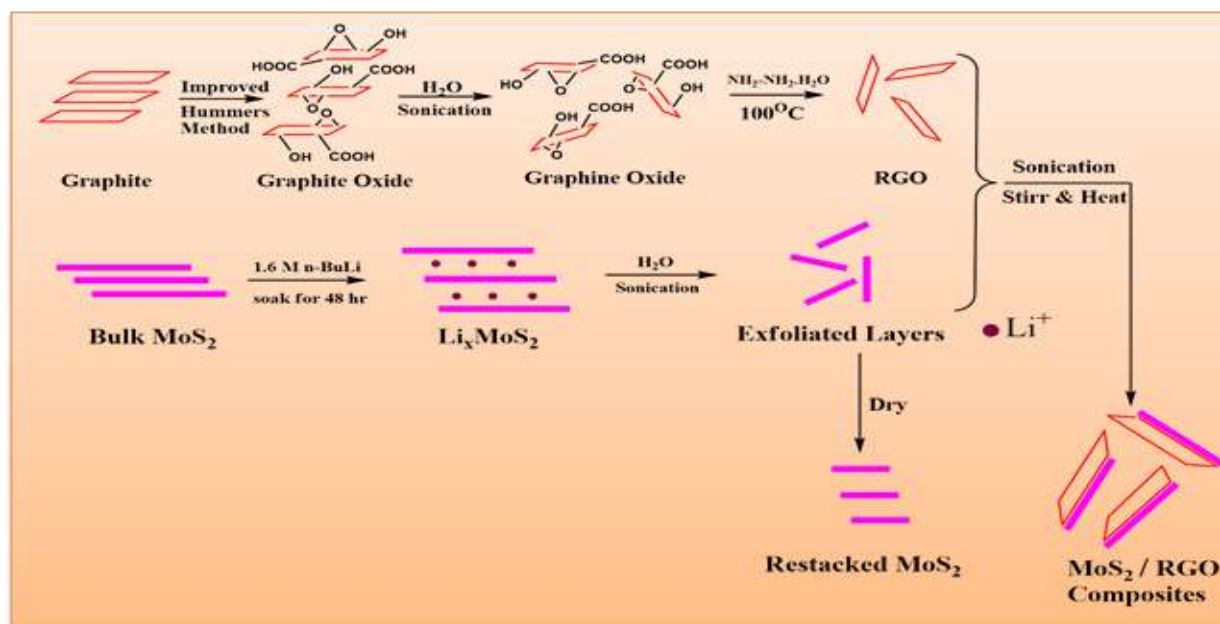 O
OH
HOOC
OH
COOH
O
O
OH
COOH
Improved
Hummers
Method
H₂O
Sonication
COOH
HO
O
COOH
O
OH
OH
COOH
O
NH₂-NH₂.H₂O
100⁰C
Graphite
Graphite Oxide
Graphine Oxide
RGO
Sonication
Stirr & Heat
1.6 M n-BuLi
soak for 48 hr
H₂O
Sonication
Bulk MoS₂
LiₓMoS₂
Exfoliated Layers
Li⁺
Dry
Restacked MoS₂
MoS₂ / RGO
Composites